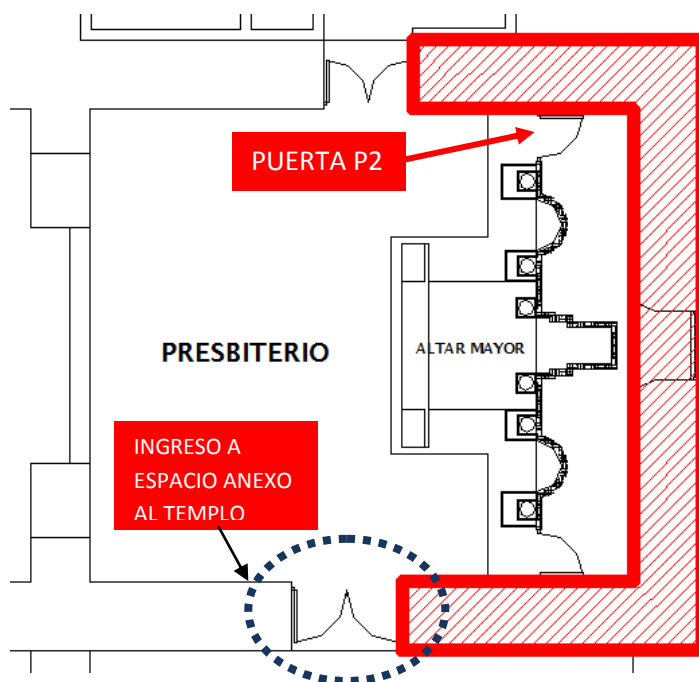 PUERTA P2
PRESBITERIO
ALTAR MAYOR
INGRESO A
ESPACIO ANEXO
AL TEMPLO